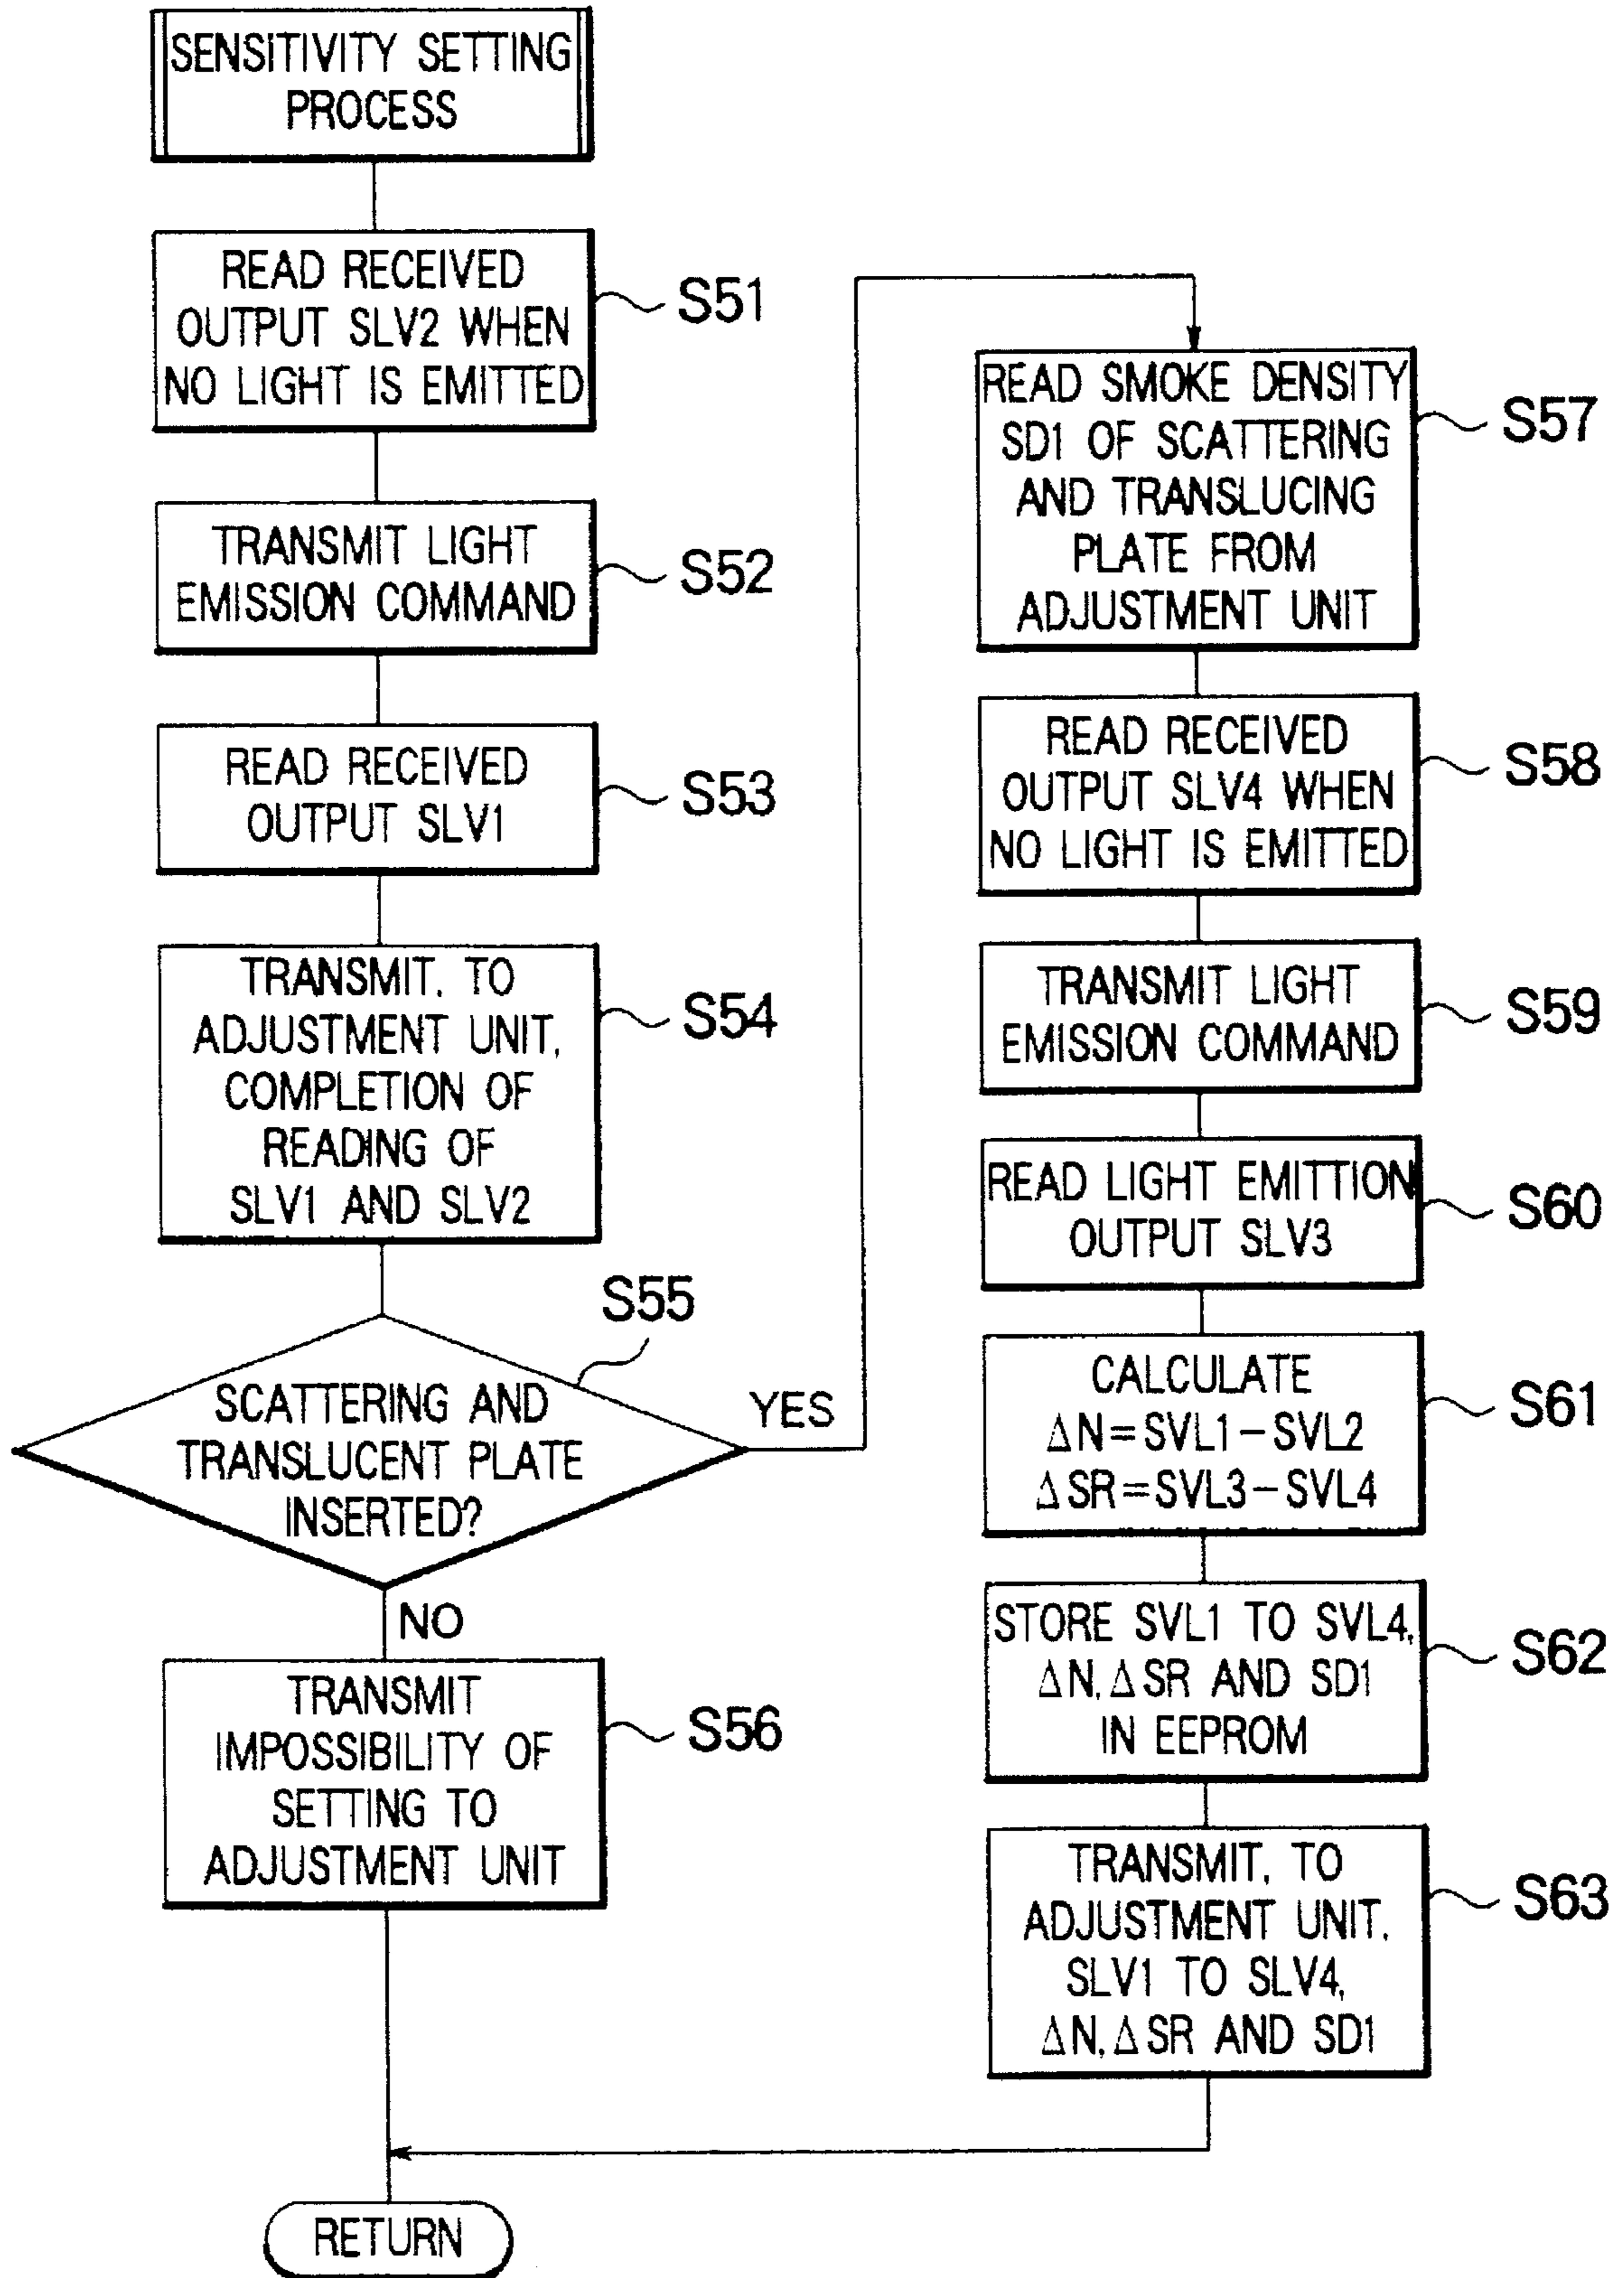 SENSITIVITY SETTING
PROCESS
READ RECEIVED
OUTPUT SLV2 WHEN
NO LIGHT IS EMITTED
S51
TRANSMIT LIGHT
EMISSION COMMAND
S52
READ RECEIVED
OUTPUT SLV1
S53
TRANSMIT, TO
ADJUSTMENT UNIT,
COMPLETION OF
READING OF
SLV1 AND SLV2
S54
S55
SCATTERING AND
TRANSLUCENT PLATE
INSERTED?
YES
NO
TRANSMIT
IMPOSSIBILITY OF
SETTING TO
ADJUSTMENT UNIT
S56
READ SMOKE DENSITY
SD1 OF SCATTERING
AND TRANSLUCING
PLATE FROM
ADJUSTMENT UNIT
S57
READ RECEIVED
OUTPUT SLV4 WHEN
NO LIGHT IS EMITTED
S58
TRANSMIT LIGHT
EMISSION COMMAND
S59
READ LIGHT EMITTION
OUTPUT SLV3
S60
CALCULATE
ΔN=SVL1-SVL2
ΔSR=SVL3-SVL4
S61
STORE SVL1 TO SVL4,
ΔN, ΔSR AND SD1
IN EEPROM
S62
TRANSMIT, TO
ADJUSTMENT UNIT,
SLV1 TO SLV4,
ΔN, ΔSR AND SD1
S63
RETURN